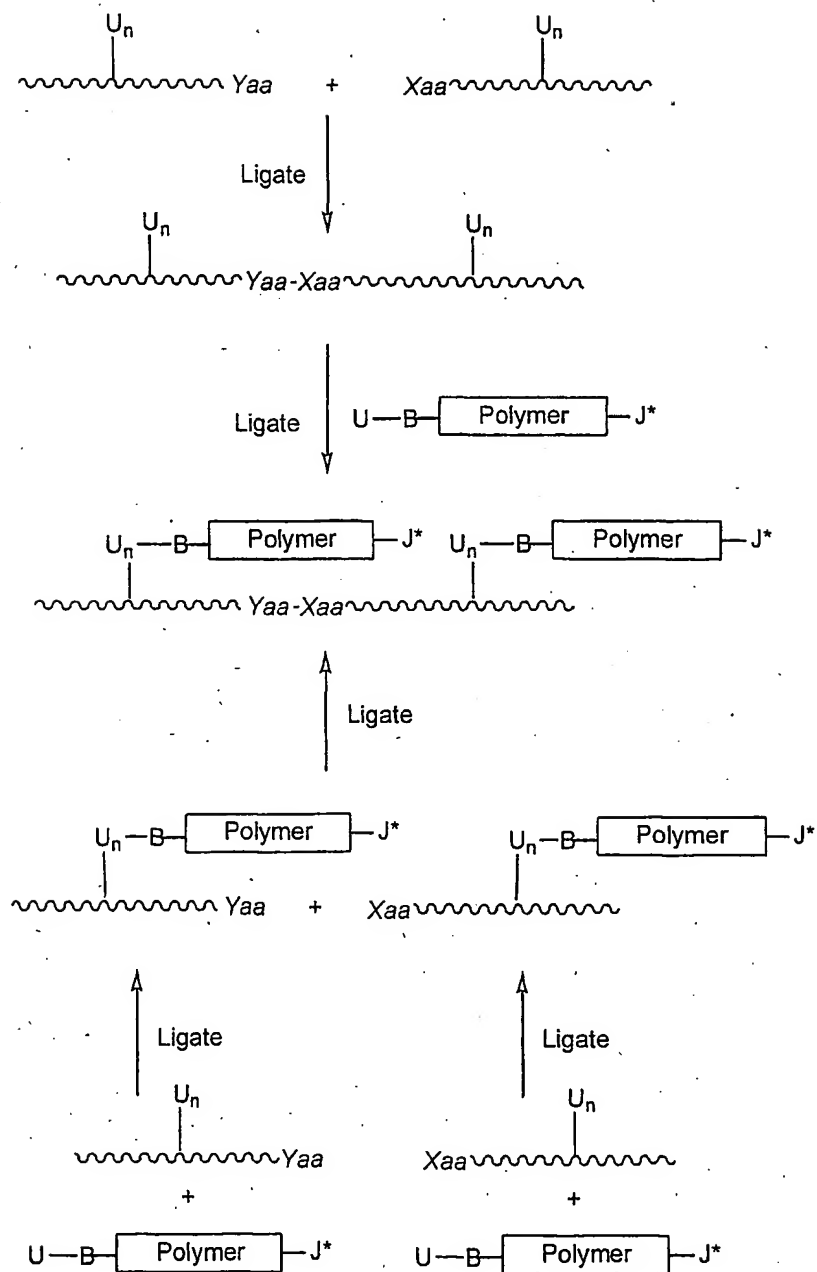 Un Un
Yaa + Xaa
Ligate
Un Un
Yaa-Xaa
Ligate U—B—Polymer—J*
Un—B—Polymer—J* Un—B—Polymer—J*
Yaa-Xaa
Ligate
Un—B—Polymer—J* Un—B—Polymer—J*
Yaa + Xaa
Ligate Ligate
Un Un
Yaa Xaa
+ +
U—B—Polymer—J* U—B—Polymer—J*